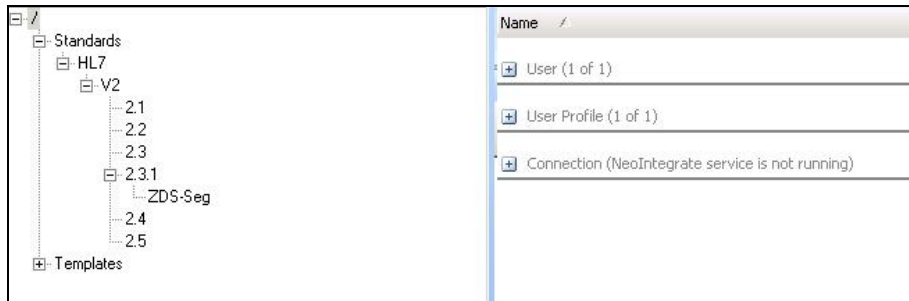 /
Standards
HL7
V2
2.1
2.2
2.3
2.3.1
ZDS-Seg
2.4
2.5
Templates
Name
User (1 of 1)
User Profile (1 of 1)
Connection (NeoIntegrate service is not running)